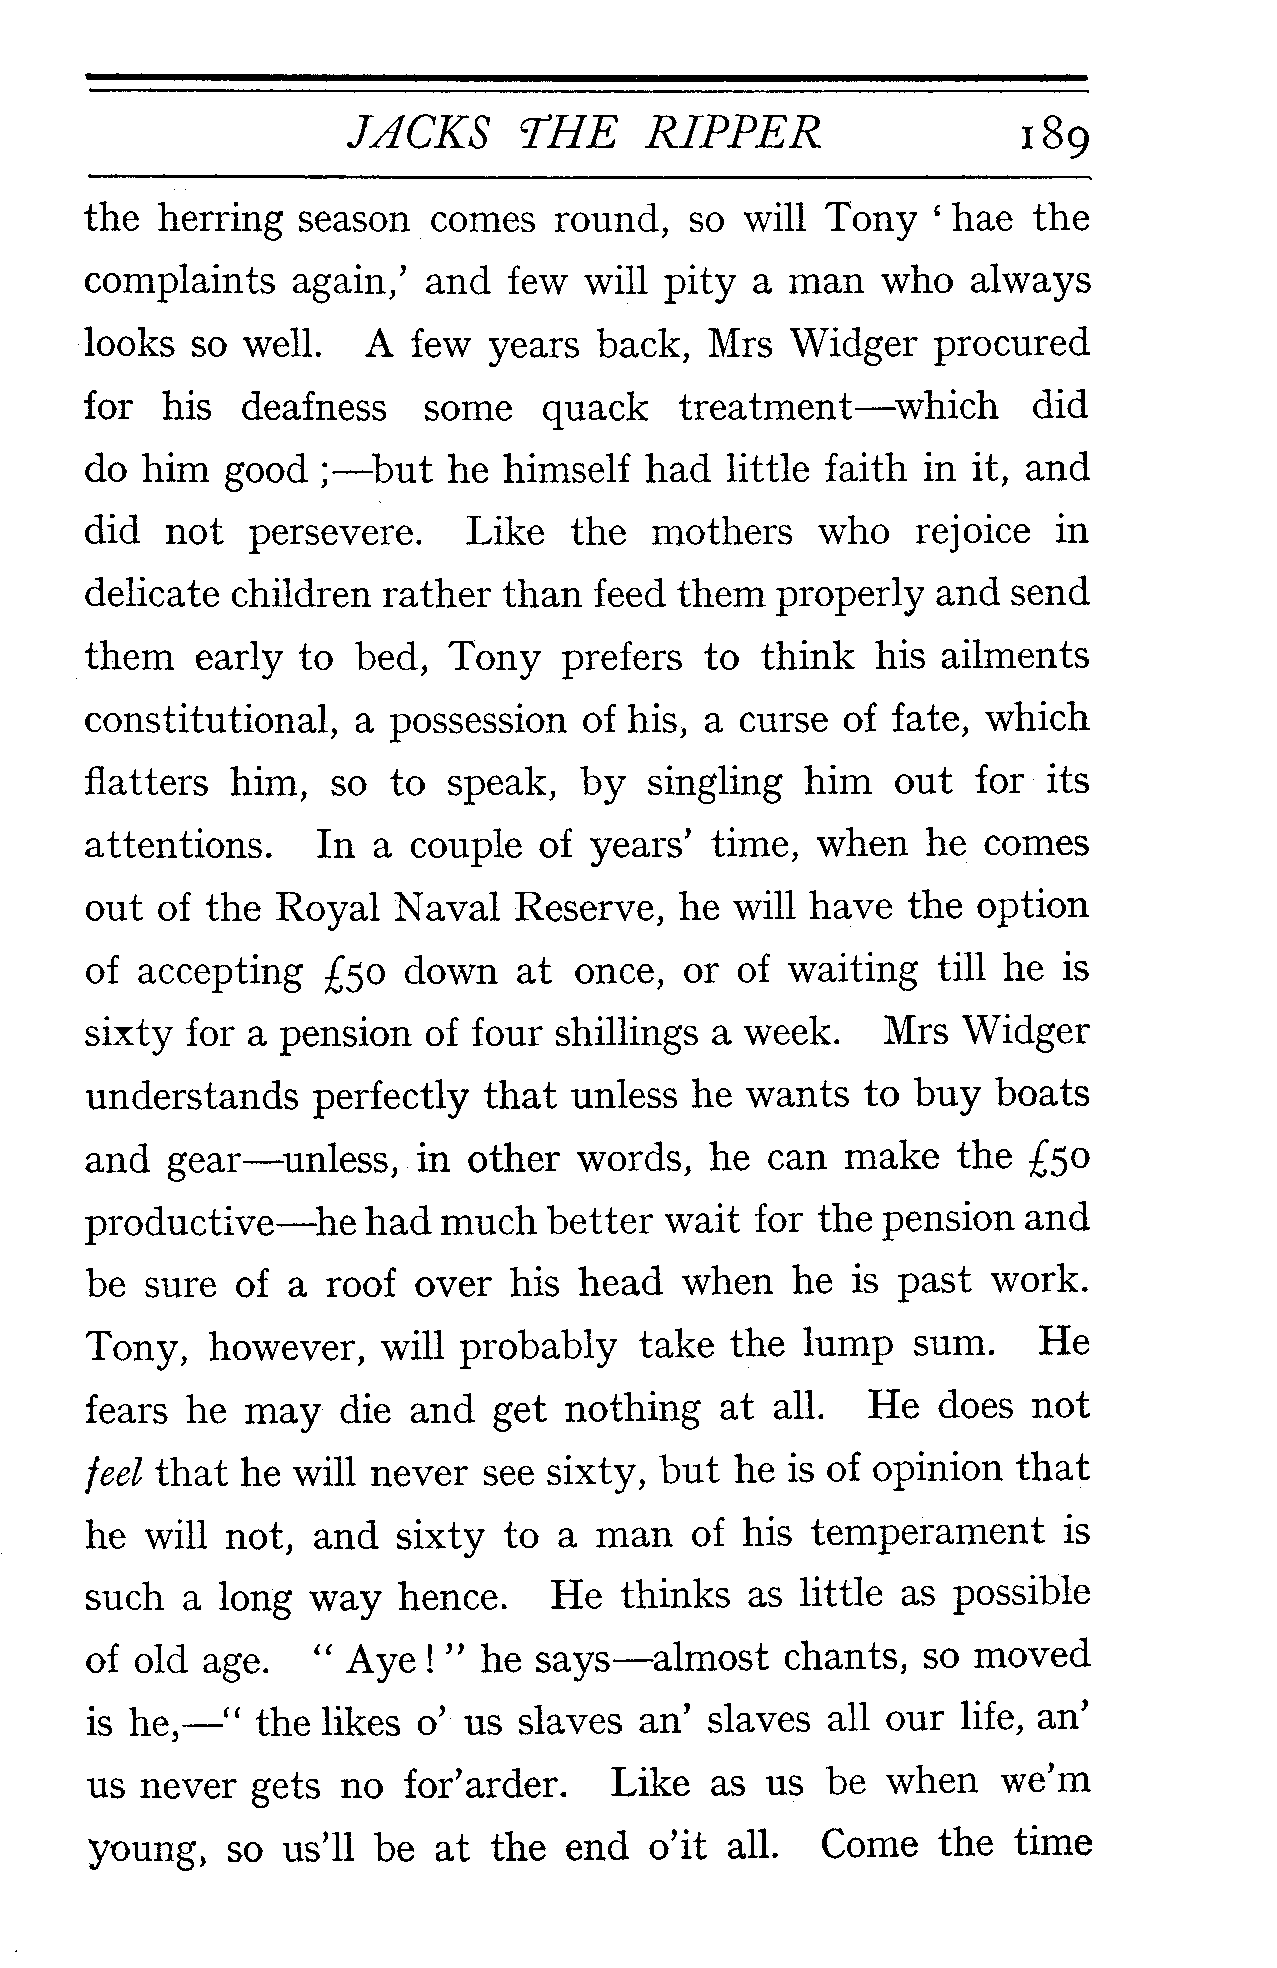 JACKS THE RIPPER 189
the herring season comes round, so will Tony ‘ hae the
complaints again,’ and few will pity a man who always
looks so well. A few years back, Mrs Widger procured
for his deafness some quack treatment—which did
do him good ;—but he himself had little faith in it, and
did not persevere. Like the mothers who rejoice in
delicate children rather than feed them properly and send
them early to bed, Tony prefers to think his ailments
constitutional, a possession of his, a curse of fate, which
flatters him, so to speak, by singling him out for its
attentions. In a couple of years’ time, when he comes
out of the Royal Naval Reserve, he will have the option
of accepting £50 down at once, or of waiting till he is
sixty for a pension of four shillings a week. Mrs Widger
understands perfectly that unless he wants to buy boats
and gear—unless, in other words, he can make the £50
productive—he had much better wait for the pension and
be sure of a roof over his head when he is past work.
Tony, however, will probably take the lump sum. He
fears he may die and get nothing at all. He does not
feel that he will never see sixty, but he is of opinion that
he will not, and sixty to a man of his temperament is
such a long way hence. He thinks as little as possible
of old age. “ Aye ! ” he says—almost chants, so moved
is he,—“ the likes o’ us slaves an’ slaves all our life, an’
us never gets no for’arder. Like as us be when we’m
young, so us’ll be at the end o’it all. Come the time